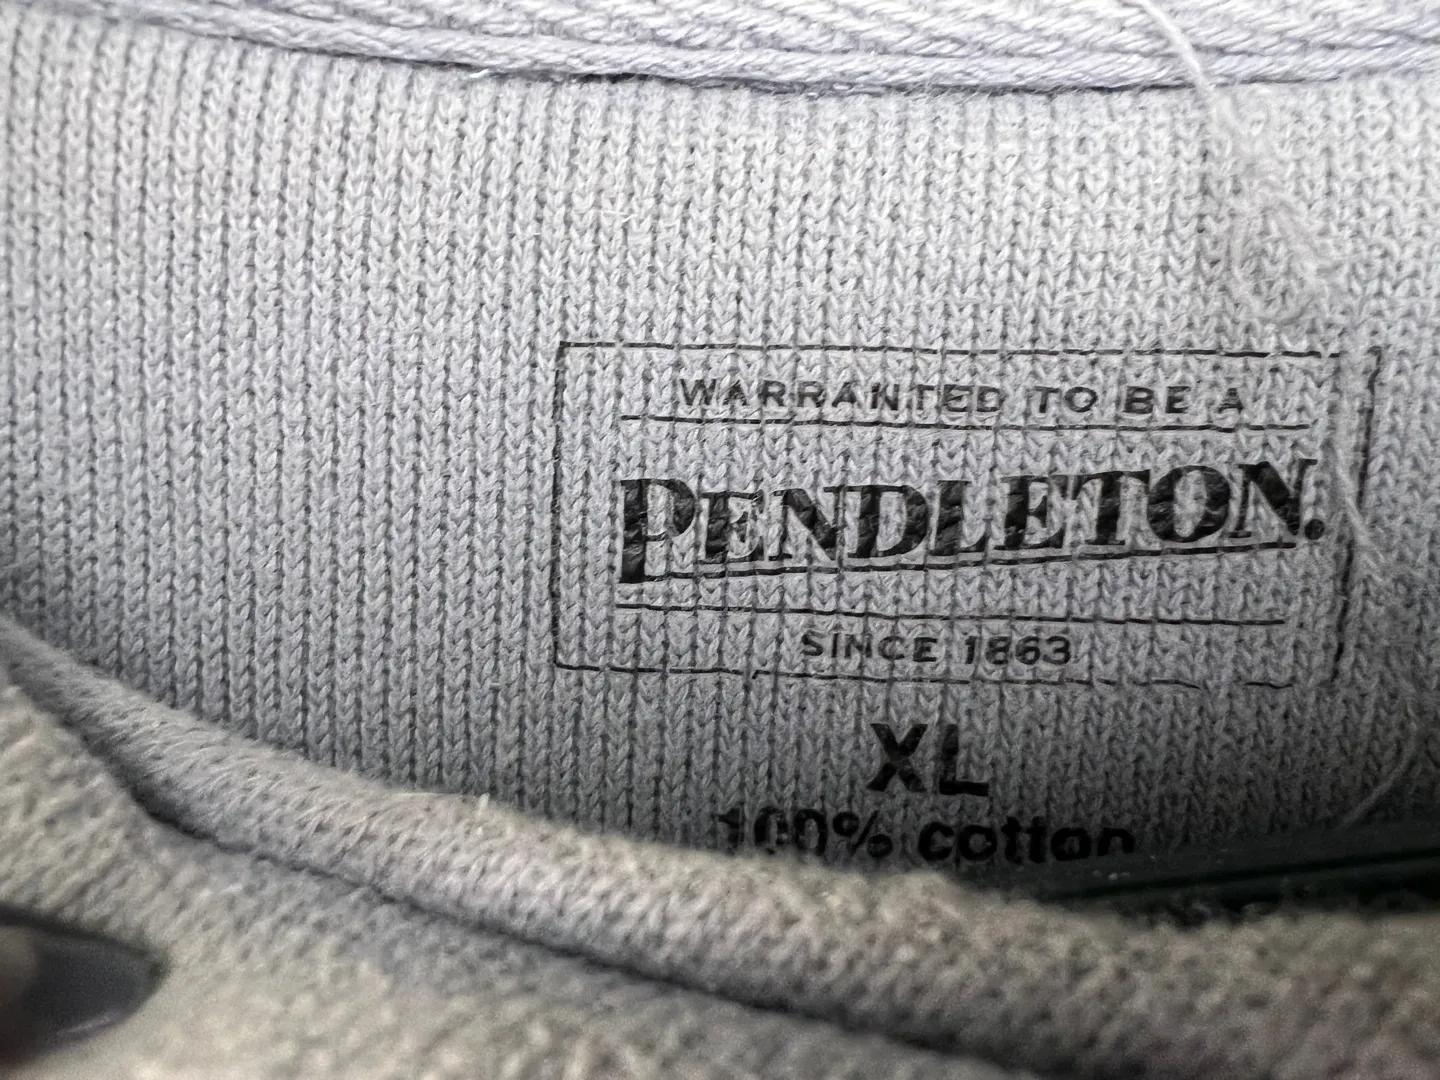 WARRANTED TO BE A
PENDLETON.
SINCE 1863
XL
100% cotton